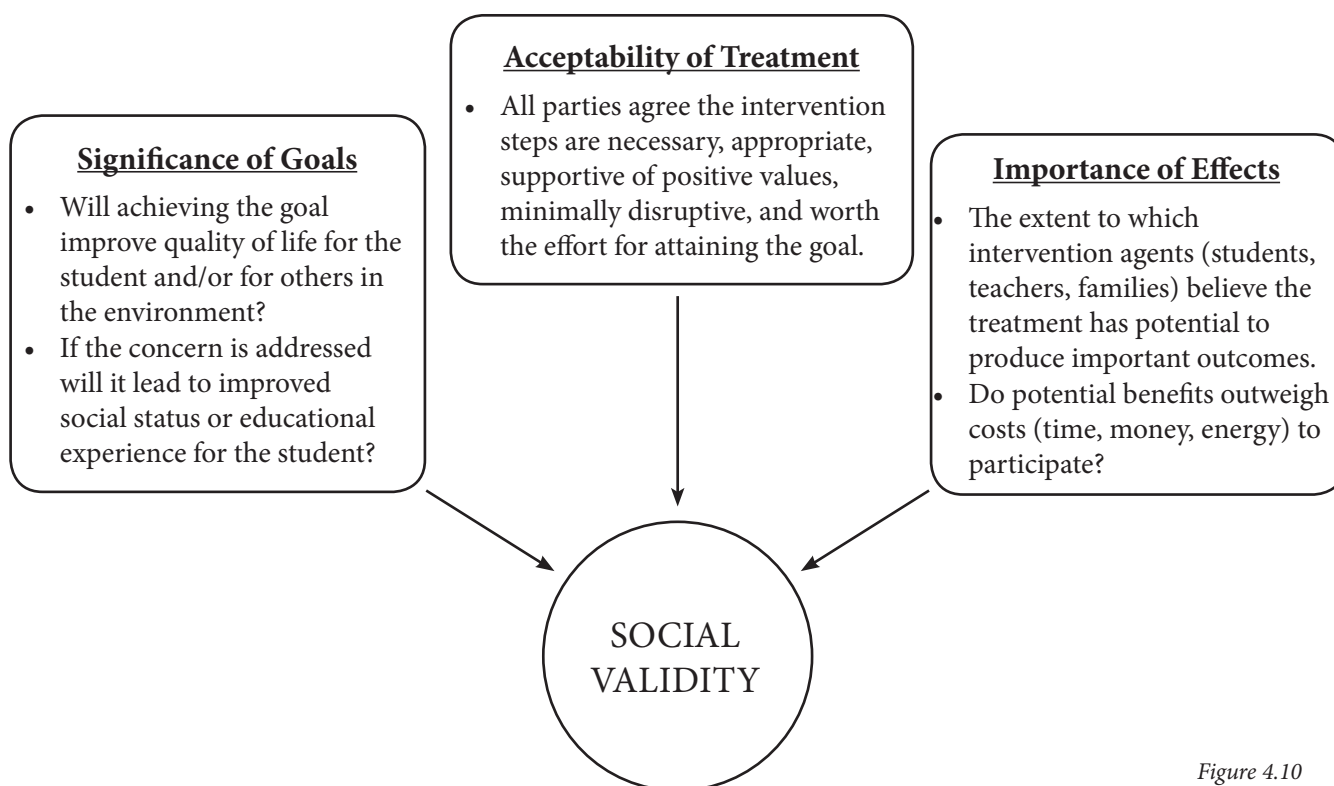 Significance of Goals
• Will achieving the goal
improve quality of life for the
student and/or for others in
the environment?
• If the concern is addressed
will it lead to improved
social status or educational
experience for the student?
Acceptability of Treatment
• All parties agree the intervention
steps are necessary, appropriate,
supportive of positive values,
minimally disruptive, and worth
the effort for attaining the goal.
Importance of Effects
• The extent to which
intervention agents (students,
teachers, families) believe the
treatment has potential to
produce important outcomes.
• Do potential benefits outweigh
costs (time, money, energy) to
participate?
SOCIAL
VALIDITY
Figure 4.10